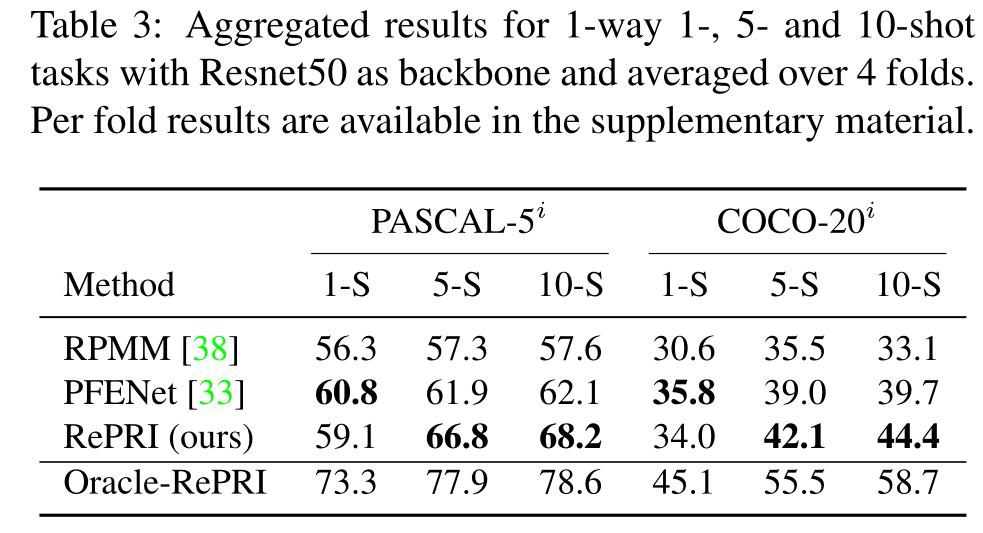 Table 3: Aggregated results for 1-way 1-, 5- and 10-shot
tasks with Resnet50 as backbone and averaged over 4 folds.
Per fold results are available in the supplementary material.
PASCAL-5ⁱ COCO-20ⁱ
Method 1-S 5-S 10-S 1-S 5-S 10-S
RPMM [38] 56.3 57.3 57.6 30.6 35.5 33.1
PFENet [33] 60.8 61.9 62.1 35.8 39.0 39.7
RePRI (ours) 59.1 66.8 68.2 34.0 42.1 44.4
Oracle-RePRI 73.3 77.9 78.6 45.1 55.5 58.7